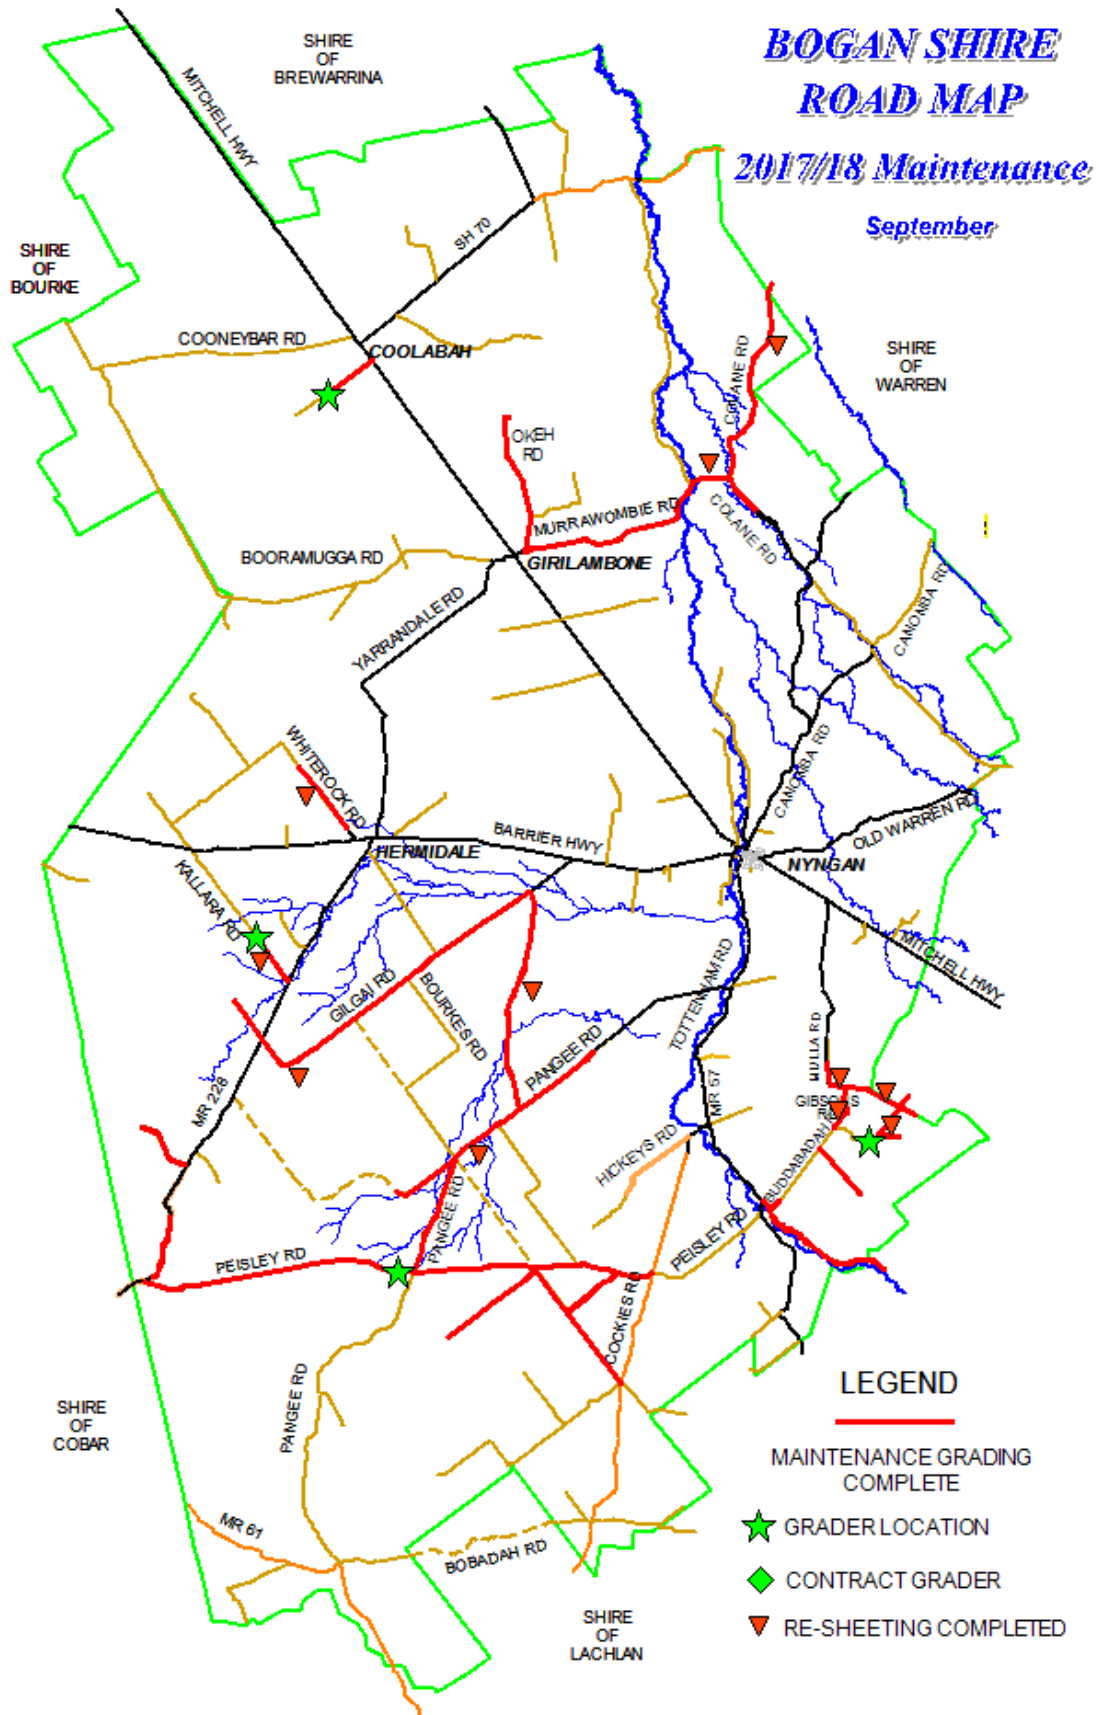 BOGAN SHIRE
ROAD MAP
2017/18 Maintenance
September
SHIRE
OF
BREWARRINA
MITCHELL HWY
SH 70
SHIRE
OF
BOURKE
COONEYBAR RD
COOLABAH
COLANE RD
SHIRE
OF
WARREN
OKEH
RD
MURRAWOMBIE RD
COLANE RD
BOORAMUGGA RD
GIRILAMBONE
CANOMBA RD
YARRANDALE RD
WHITEROCK RD
CANOMBA RD
BARRIER HWY
OLD WARREN RD
HERMIDALE
NYNGAN
KALLARA RD
MITCHELL HWY
GILGAI RD
BOURKES RD
TOTTENHAM RD
PANGEE RD
MULLA RD
MR 228
MR 57
GIBSONS
RD
HICKEYS RD
BUDDABADAH
PANGEE RD
PEISLEY RD
PEISLEY RD
COCKIES RD
PANGEE RD
SHIRE
OF
COBAR
MR 61
BOBADAH RD
SHIRE
OF
LACHLAN
LEGEND
MAINTENANCE GRADING
COMPLETE
GRADER LOCATION
CONTRACT GRADER
RE-SHEETING COMPLETED